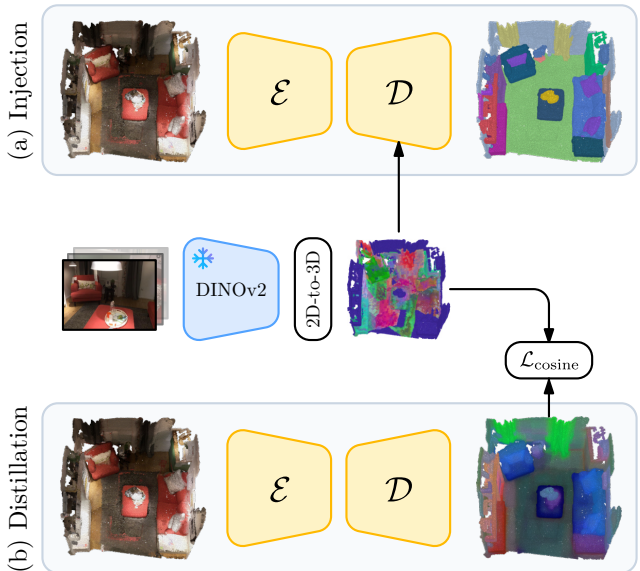 (a) Injection
ℰ
𝒟
DINOv2
2D-to-3D
ℒcosine
(b) Distillation
ℰ
𝒟